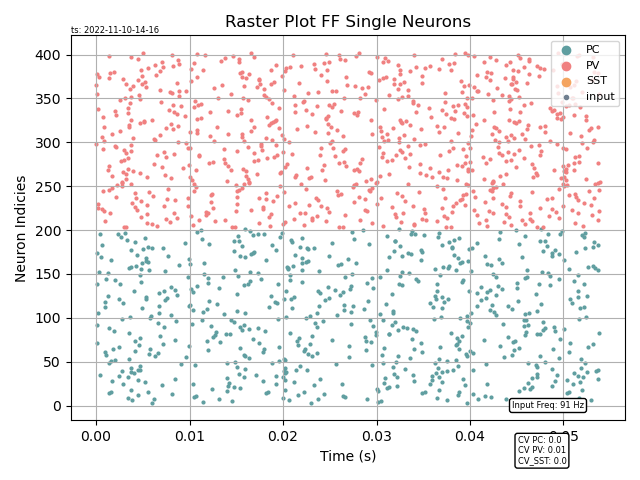 Raster Plot FF Single Neurons
ts: 2022-11-10-14-16
PC
PV
SST
input
400
350
300
250
200
150
100
50
0
Neuron Indicies
Input Freq: 91 Hz
0.00 0.01 0.02 0.03 0.04 0.05
Time (s)
CV PC: 0.0
CV PV: 0.01
CV_SST: 0.0